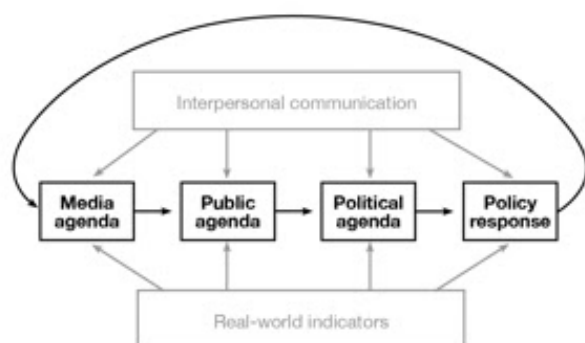 Interpersonal communication
Media
agenda
Public
agenda
Political
agenda
Policy
response
Real-world indicators